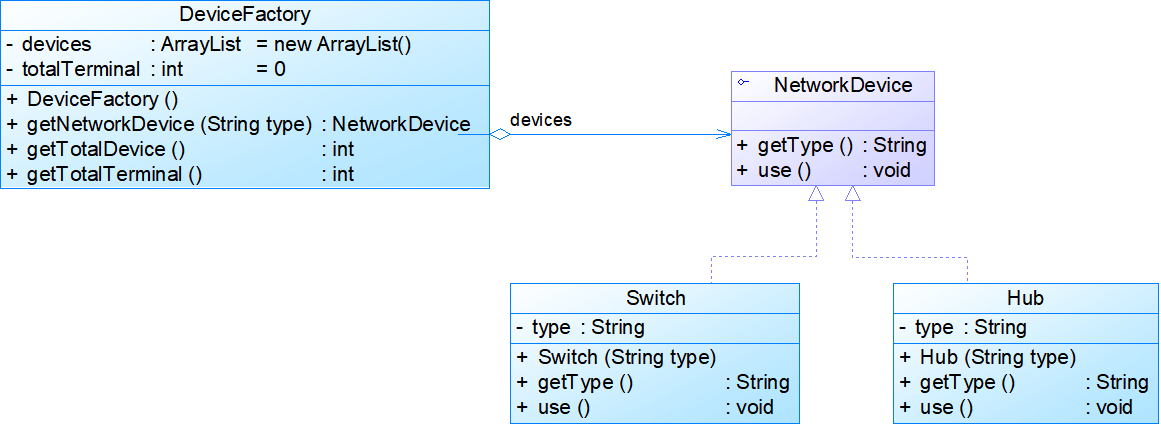 DeviceFactory
- devices : ArrayList = new ArrayList()
- totalTerminal : int = 0
+ DeviceFactory ()
+ getNetworkDevice (String type) : NetworkDevice
+ getTotalDevice () : int
+ getTotalTerminal () : int
devices
NetworkDevice
+ getType () : String
+ use () : void
Switch
- type : String
+ Switch (String type)
+ getType () : String
+ use () : void
Hub
- type : String
+ Hub (String type)
+ getType () : String
+ use () : void